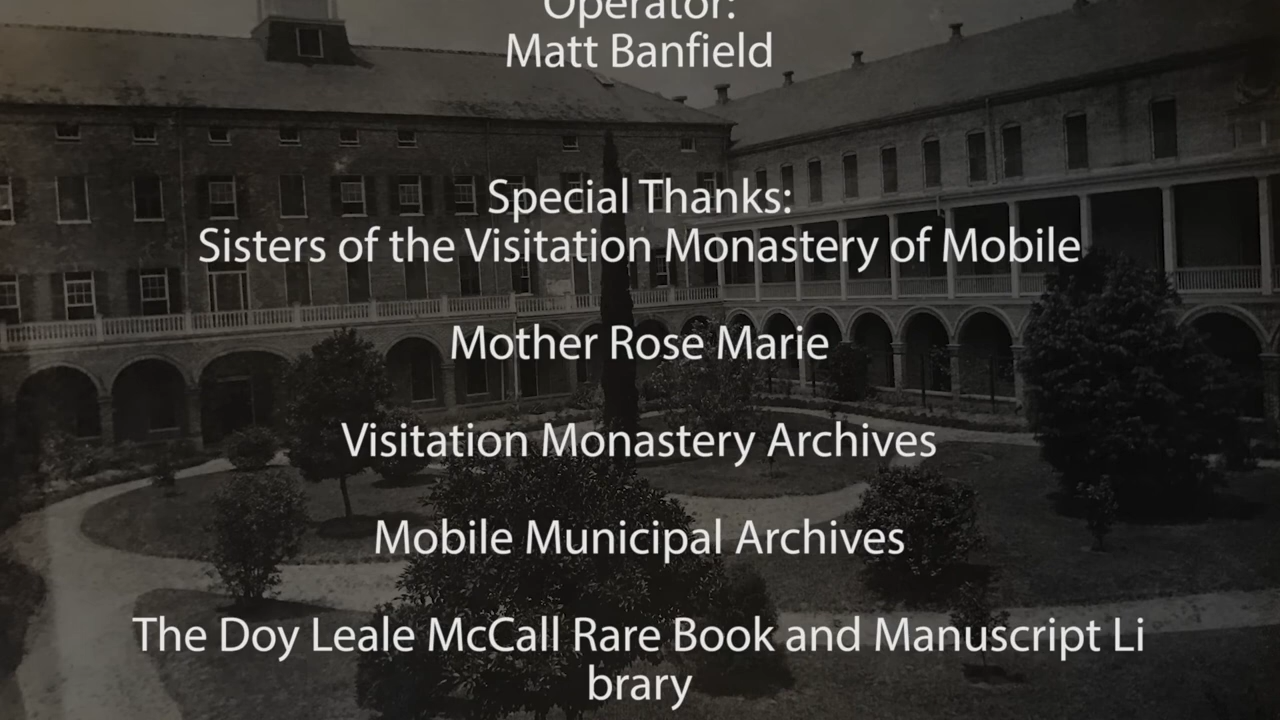 Operator:
Matt Banfield
Special Thanks:
Sisters of the Visitation Monastery of Mobile
Mother Rose Marie
Visitation Monastery Archives
Mobile Municipal Archives
The Doy Leale McCall Rare Book and Manuscript Li
brary